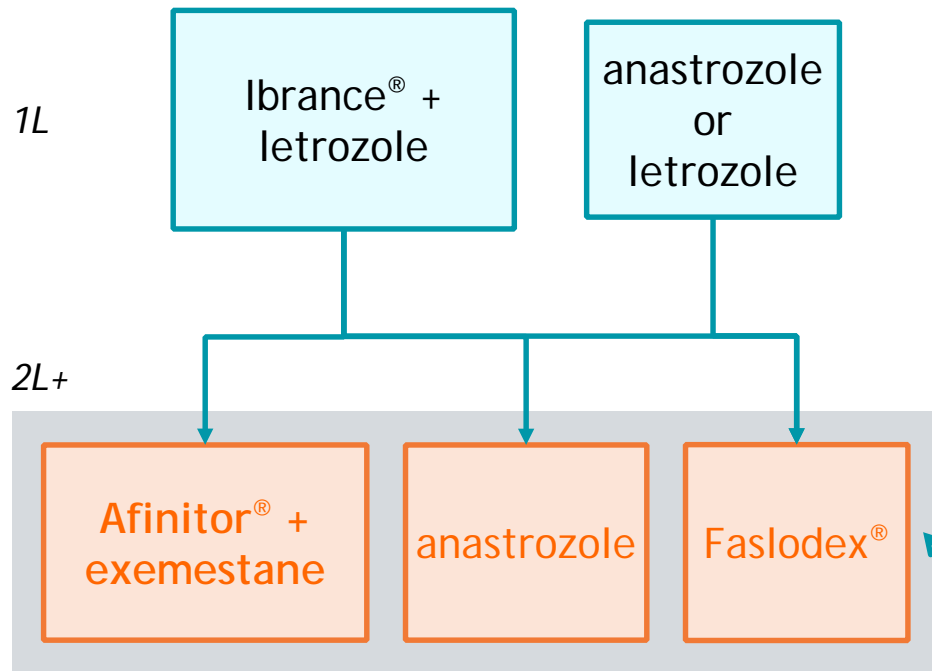 1L
Ibrance® +
letrozole
anastrozole
or
letrozole
2L+
Afinitor® +
exemestane
anastrozole
Faslodex®